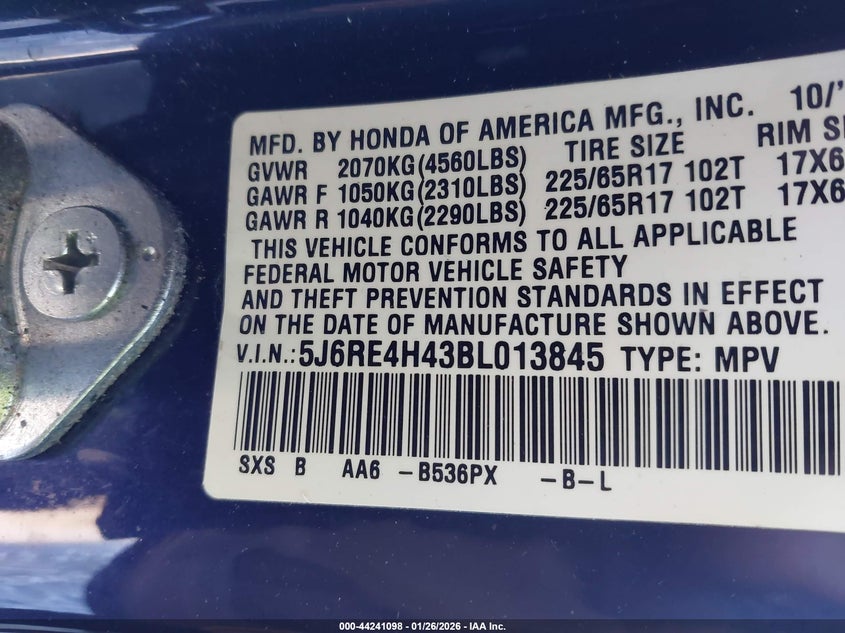 MFD. BY HONDA OF AMERICA MFG., INC. 10/
TIRE SIZE RIM
GVWR 2070KG(4560LBS)
GAWR F 1050KG(2310LBS) 225/65R17 102T 17X6
GAWR R 1040KG(2290LBS) 225/65R17 102T 17X6
THIS VEHICLE CONFORMS TO ALL APPLICABLE
FEDERAL MOTOR VEHICLE SAFETY
AND THEFT PREVENTION STANDARDS IN EFFECT
ON THE DATE OF MANUFACTURE SHOWN ABOVE.
V.I.N.:5J6RE4H43BL013845 TYPE: MPV
SXS B AA6 -B536PX -B-L
000-44241098 - 01/26/2026 - IAA Inc.